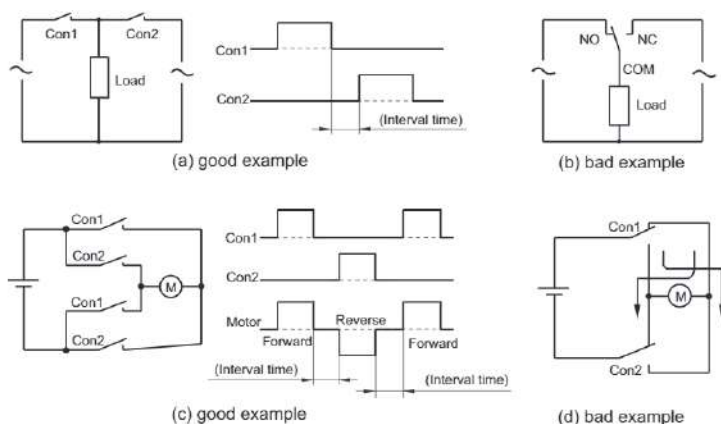 Con1 Con2
Load
Con1
Con2
(Interval time)
(a) good example
NO NC
COM
Load
(b) bad example
Con1
Con2
Con1
Con2
M
Con1
Con2
Motor
Reverse
Forward Forward
(Interval time) (Interval time)
(c) good example
Con1
M
Con2
(d) bad example